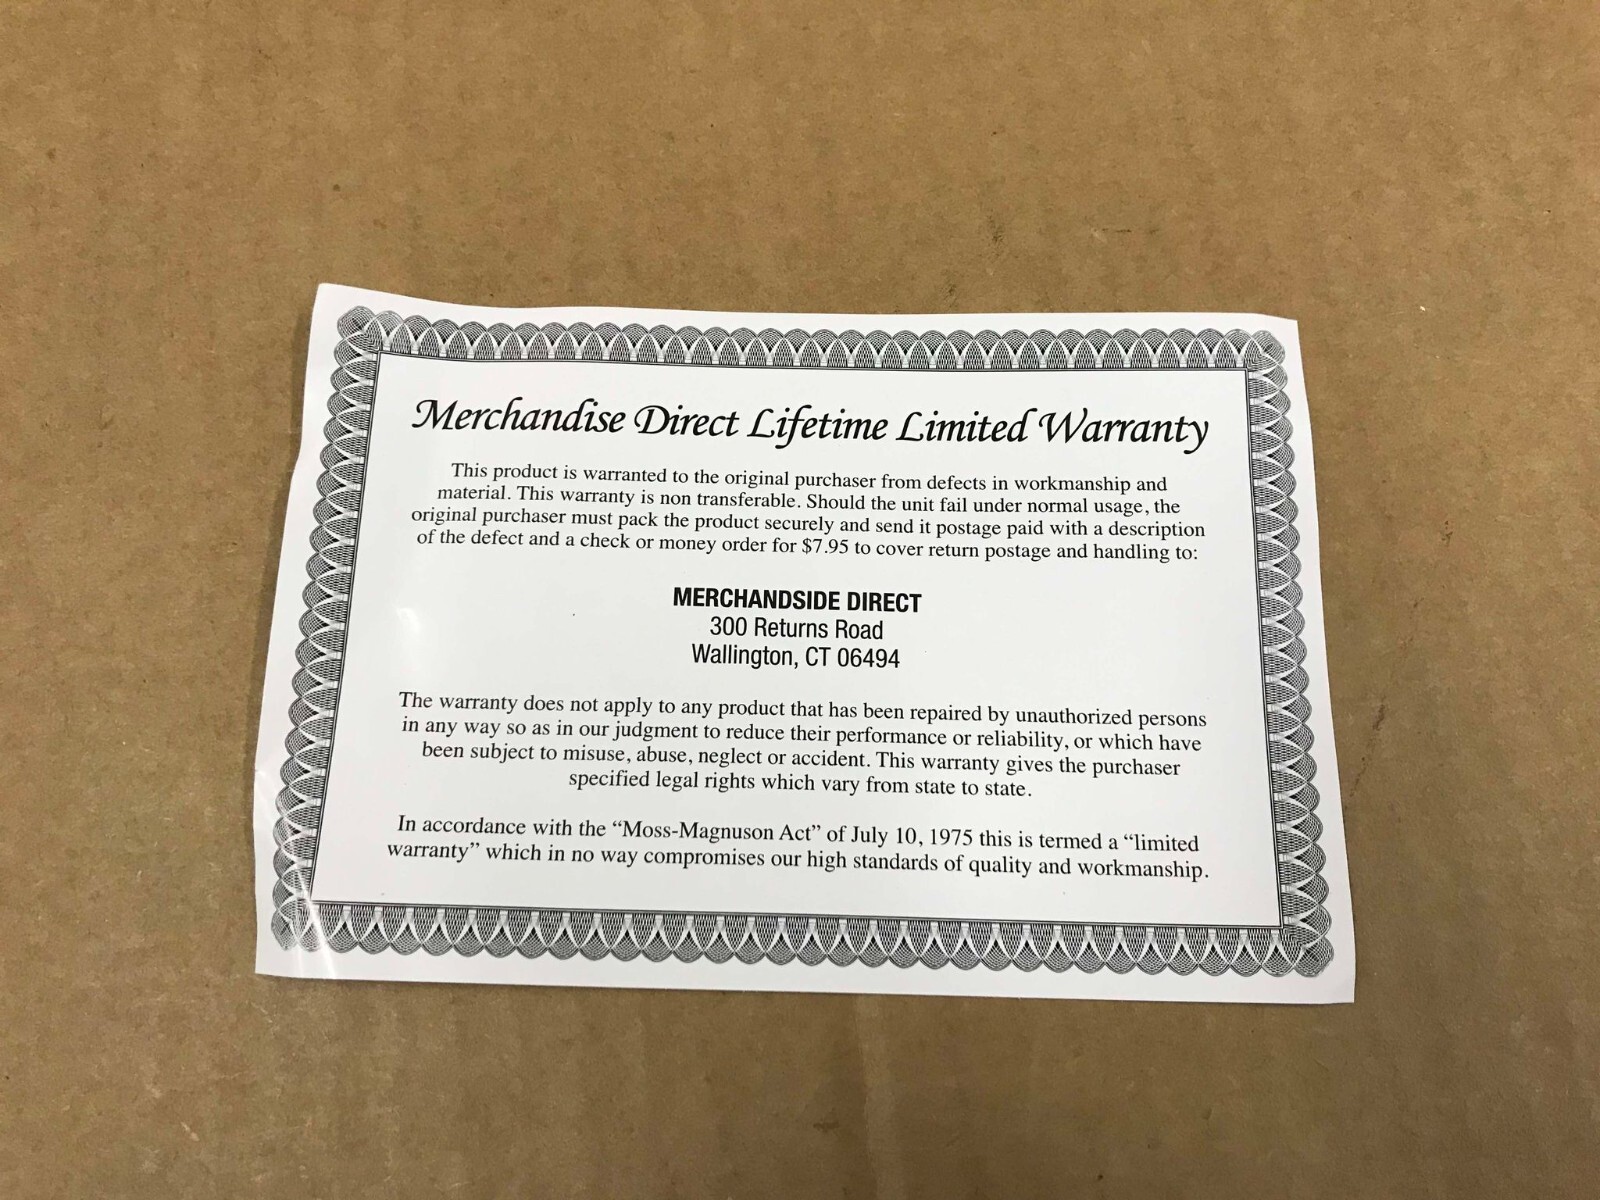 Merchandise Direct Lifetime Limited Warranty
This product is warranted to the original purchaser from defects in workmanship and
material. This warranty is non transferable. Should the unit fail under normal usage, the
original purchaser must pack the product securely and send it postage paid with a description
of the defect and a check or money order for $7.95 to cover return postage and handling to:
MERCHANDSIDE DIRECT
300 Returns Road
Wallington, CT 06494
The warranty does not apply to any product that has been repaired by unauthorized persons
in any way so as in our judgment to reduce their performance or reliability, or which have
been subject to misuse, abuse, neglect or accident. This warranty gives the purchaser
specified legal rights which vary from state to state.
In accordance with the “Moss-Magnuson Act” of July 10, 1975 this is termed a “limited
warranty” which in no way compromises our high standards of quality and workmanship.